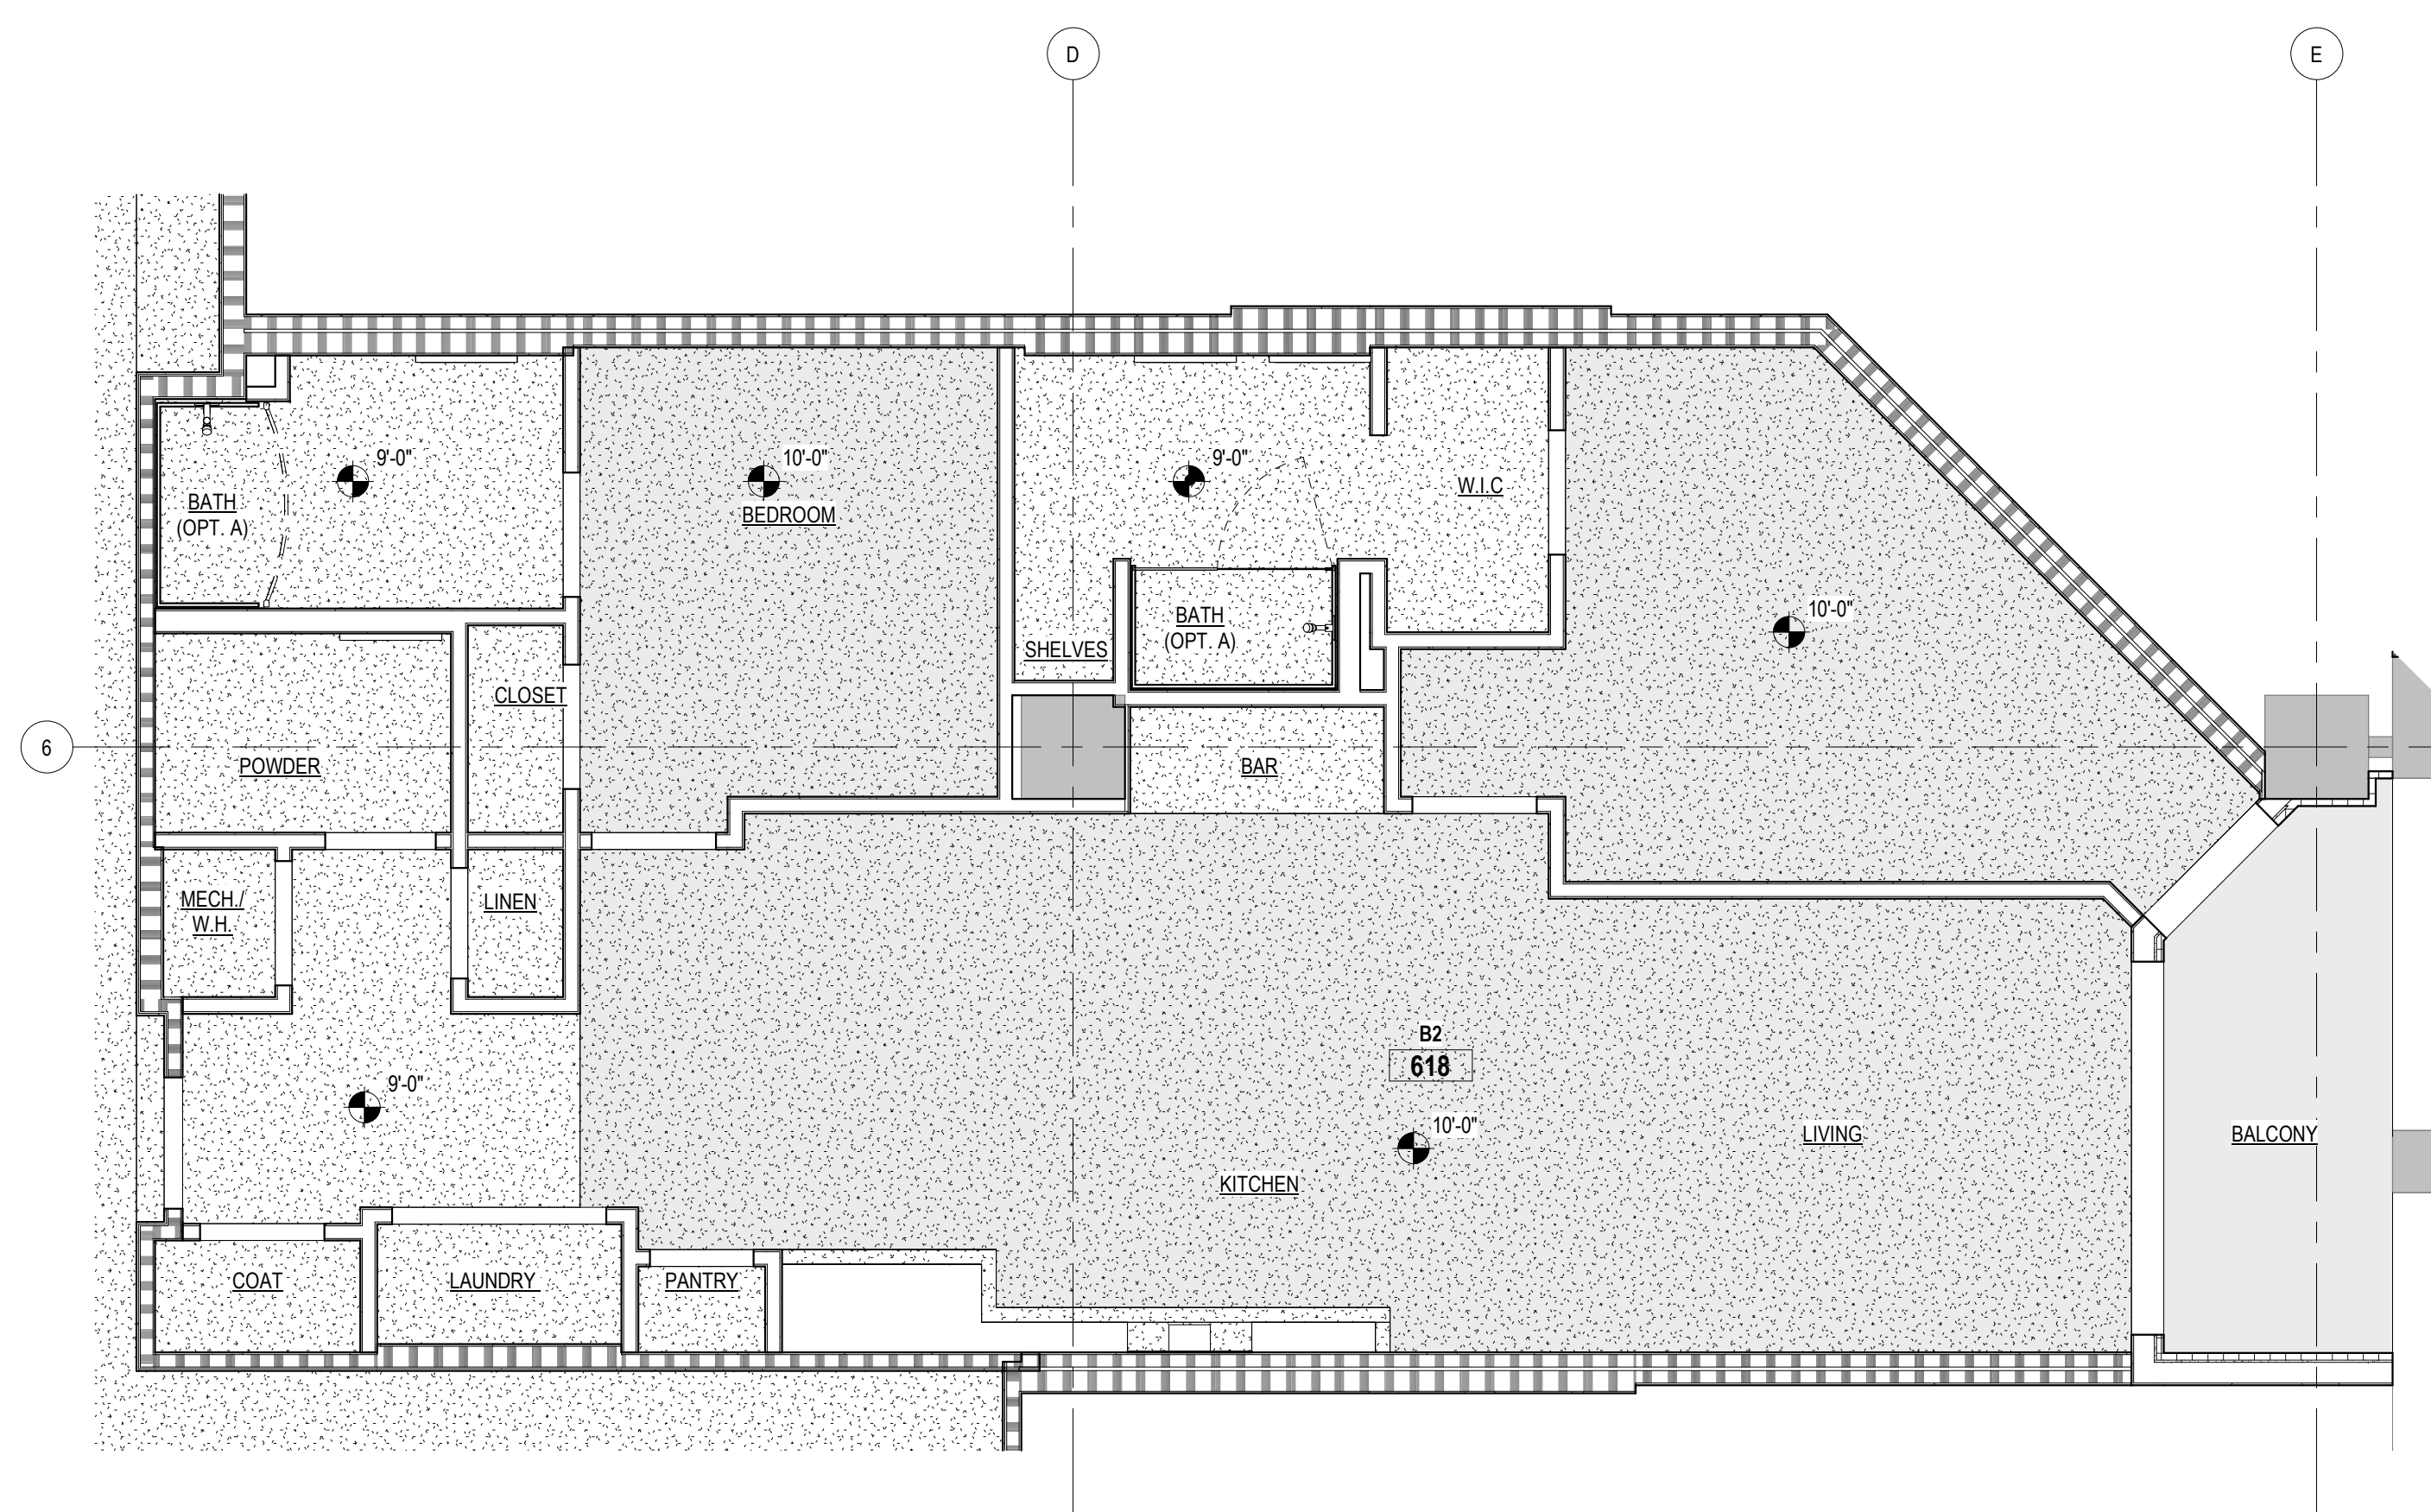 D
E
9'-0"
10'-0"
9'-0"
BATH
(OPT. A)
BEDROOM
W.I.C
10'-0"
BATH
(OPT. A)
SHELVES
CLOSET
6
POWDER
BAR
MECH./
W.H.
LINEN
B2
618
9'-0"
10'-0"
LIVING
BALCONY
KITCHEN
COAT
LAUNDRY
PANTRY